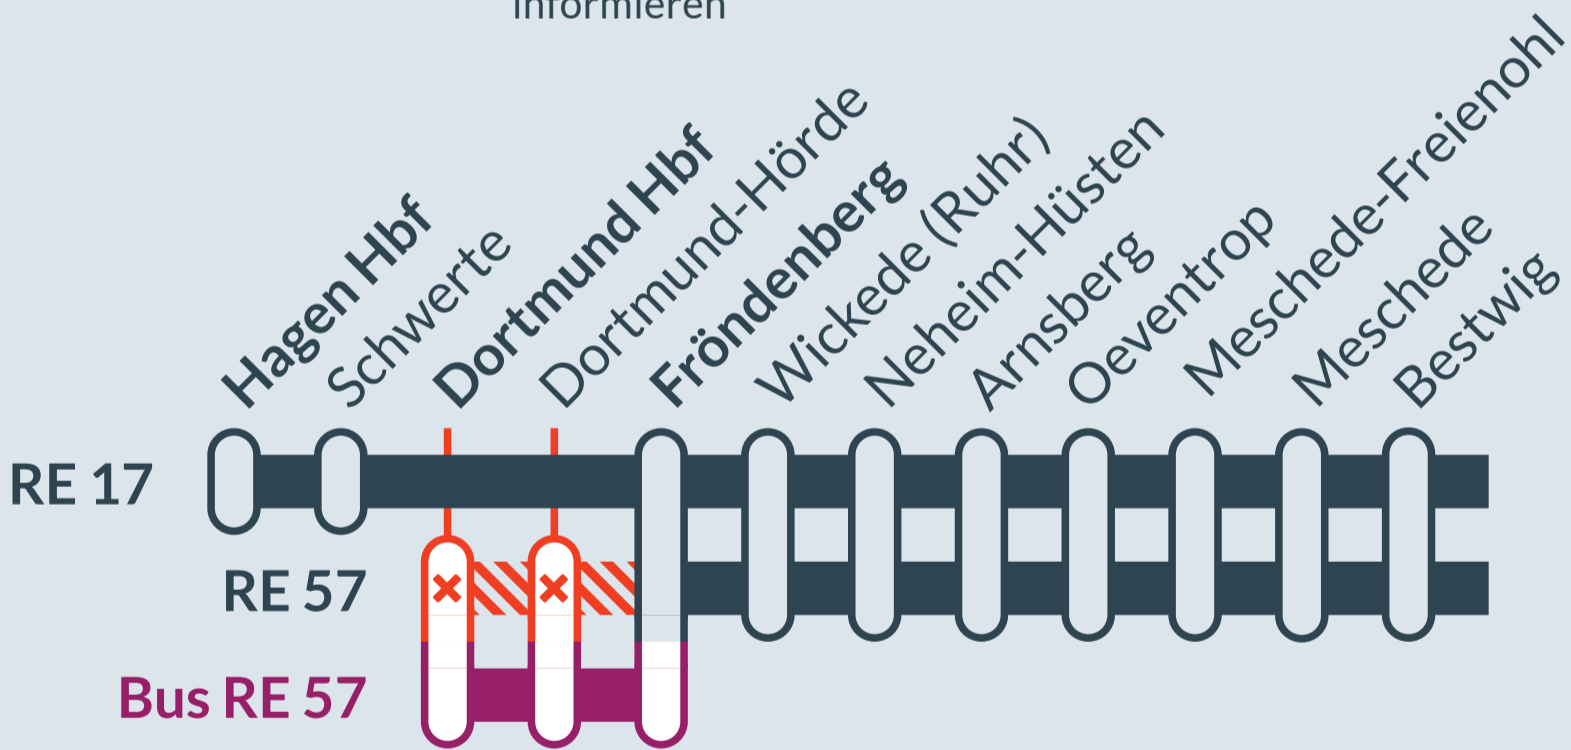 informieren
Hagen Hbf
Schwerte
Dortmund Hbf
Dortmund-Hörde
Fröndenberg
Wickede (Ruhr)
Neheim-Hüsten
Arnsberg
Oeventrop
Meschede-Freienohl
Meschede
Bestwig
RE 17
RE 57
Bus RE 57